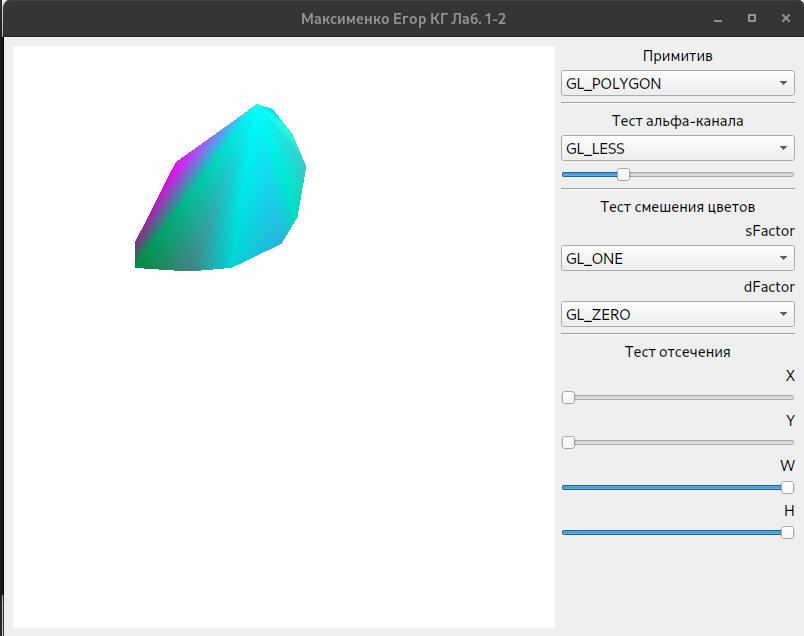 Максименко Егор КГ Лаб. 1-2
Примитив
GL_POLYGON
Тест альфа-канала
GL_LESS
Тест смешения цветов
sFactor
GL_ONE
dFactor
GL_ZERO
Тест отсечения
X
Y
W
H